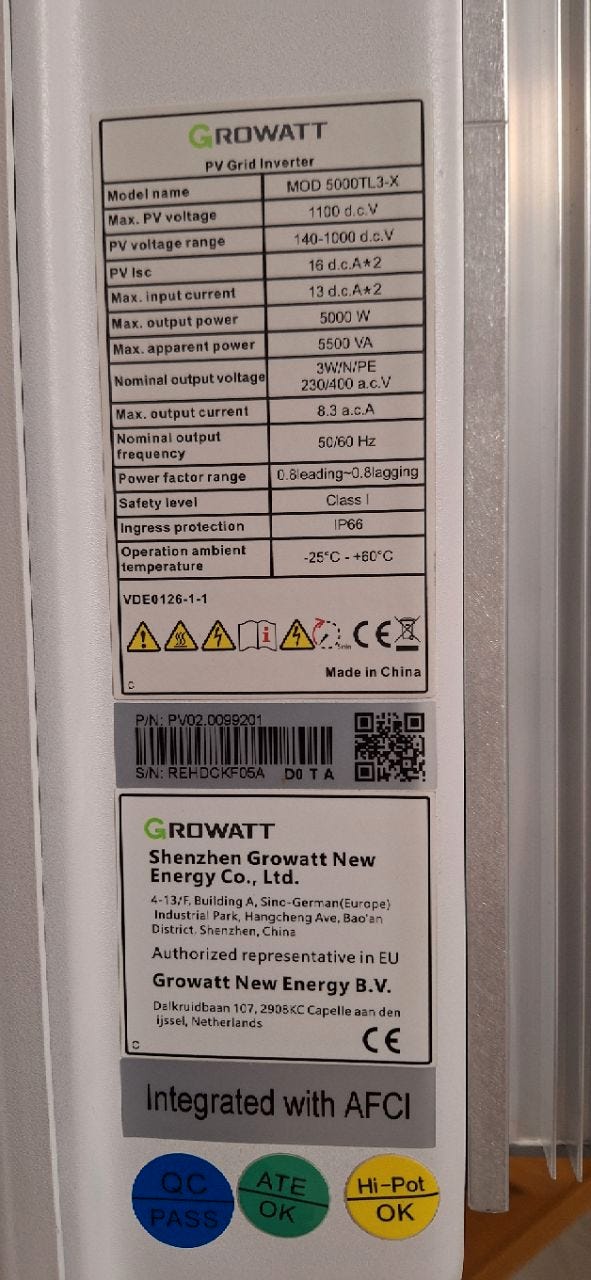 GROWATT
PV Grid Inverter
Model name MOD 5000TL3-X
Max. PV voltage 1100 d.c.V
PV voltage range 140-1000 d.c.V
PV Isc 16 d.c.A*2
Max. input current 13 d.c.A*2
Max. output power 5000 W
Max. apparent power 5500 VA
Nominal output voltage 3W/N/PE
230/400 a.c.V
Max. output current 8.3 a.c.A
Nominal output
frequency 50/60 Hz
Power factor range 0.8leading~0.8lagging
Safety level Class I
Ingress protection IP66
Operation ambient
temperature -25°C - +60°C
VDE0126-1-1
i 5min CE
Made in China
C
P/N: PV02.0099201
S/N: REHDCKF05A D0 T A
GROWATT
Shenzhen Growatt New
Energy Co., Ltd.
4-13/F, Building A, Sino-German(Europe)
Industrial Park, Hangcheng Ave, Bao'an
District, Shenzhen, China
Authorized representative in EU
Growatt New Energy B.V.
Dalkruidbaan 107, 2908KC Capelle aan den
ijssel, Netherlands
C CE
Integrated with AFCI
QC
PASS
ATE
OK
Hi-Pot
OK